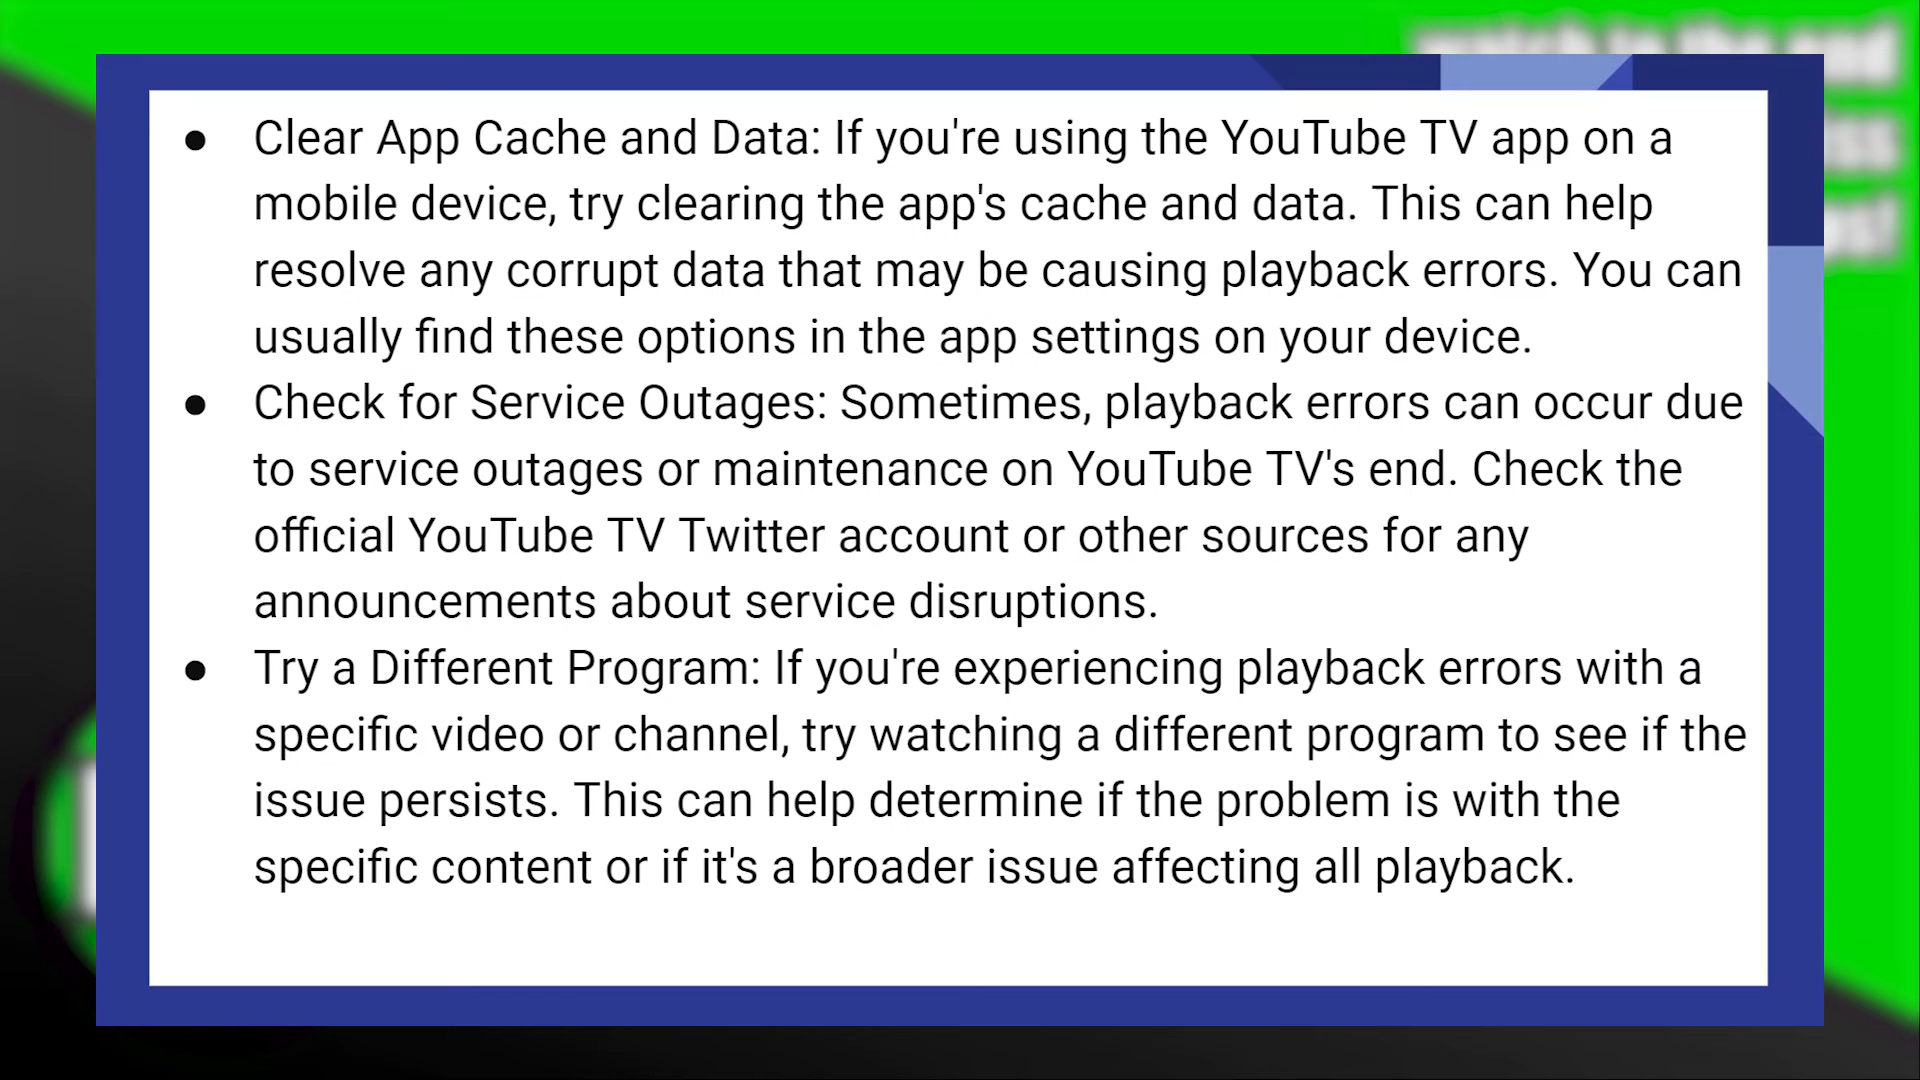 watch to the end
● Clear App Cache and Data: If you're using the YouTube TV app on a
mobile device, try clearing the app's cache and data. This can help
resolve any corrupt data that may be causing playback errors. You can
usually find these options in the app settings on your device.
● Check for Service Outages: Sometimes, playback errors can occur due
to service outages or maintenance on YouTube TV's end. Check the
official YouTube TV Twitter account or other sources for any
announcements about service disruptions.
● Try a Different Program: If you're experiencing playback errors with a
specific video or channel, try watching a different program to see if the
issue persists. This can help determine if the problem is with the
specific content or if it's a broader issue affecting all playback.